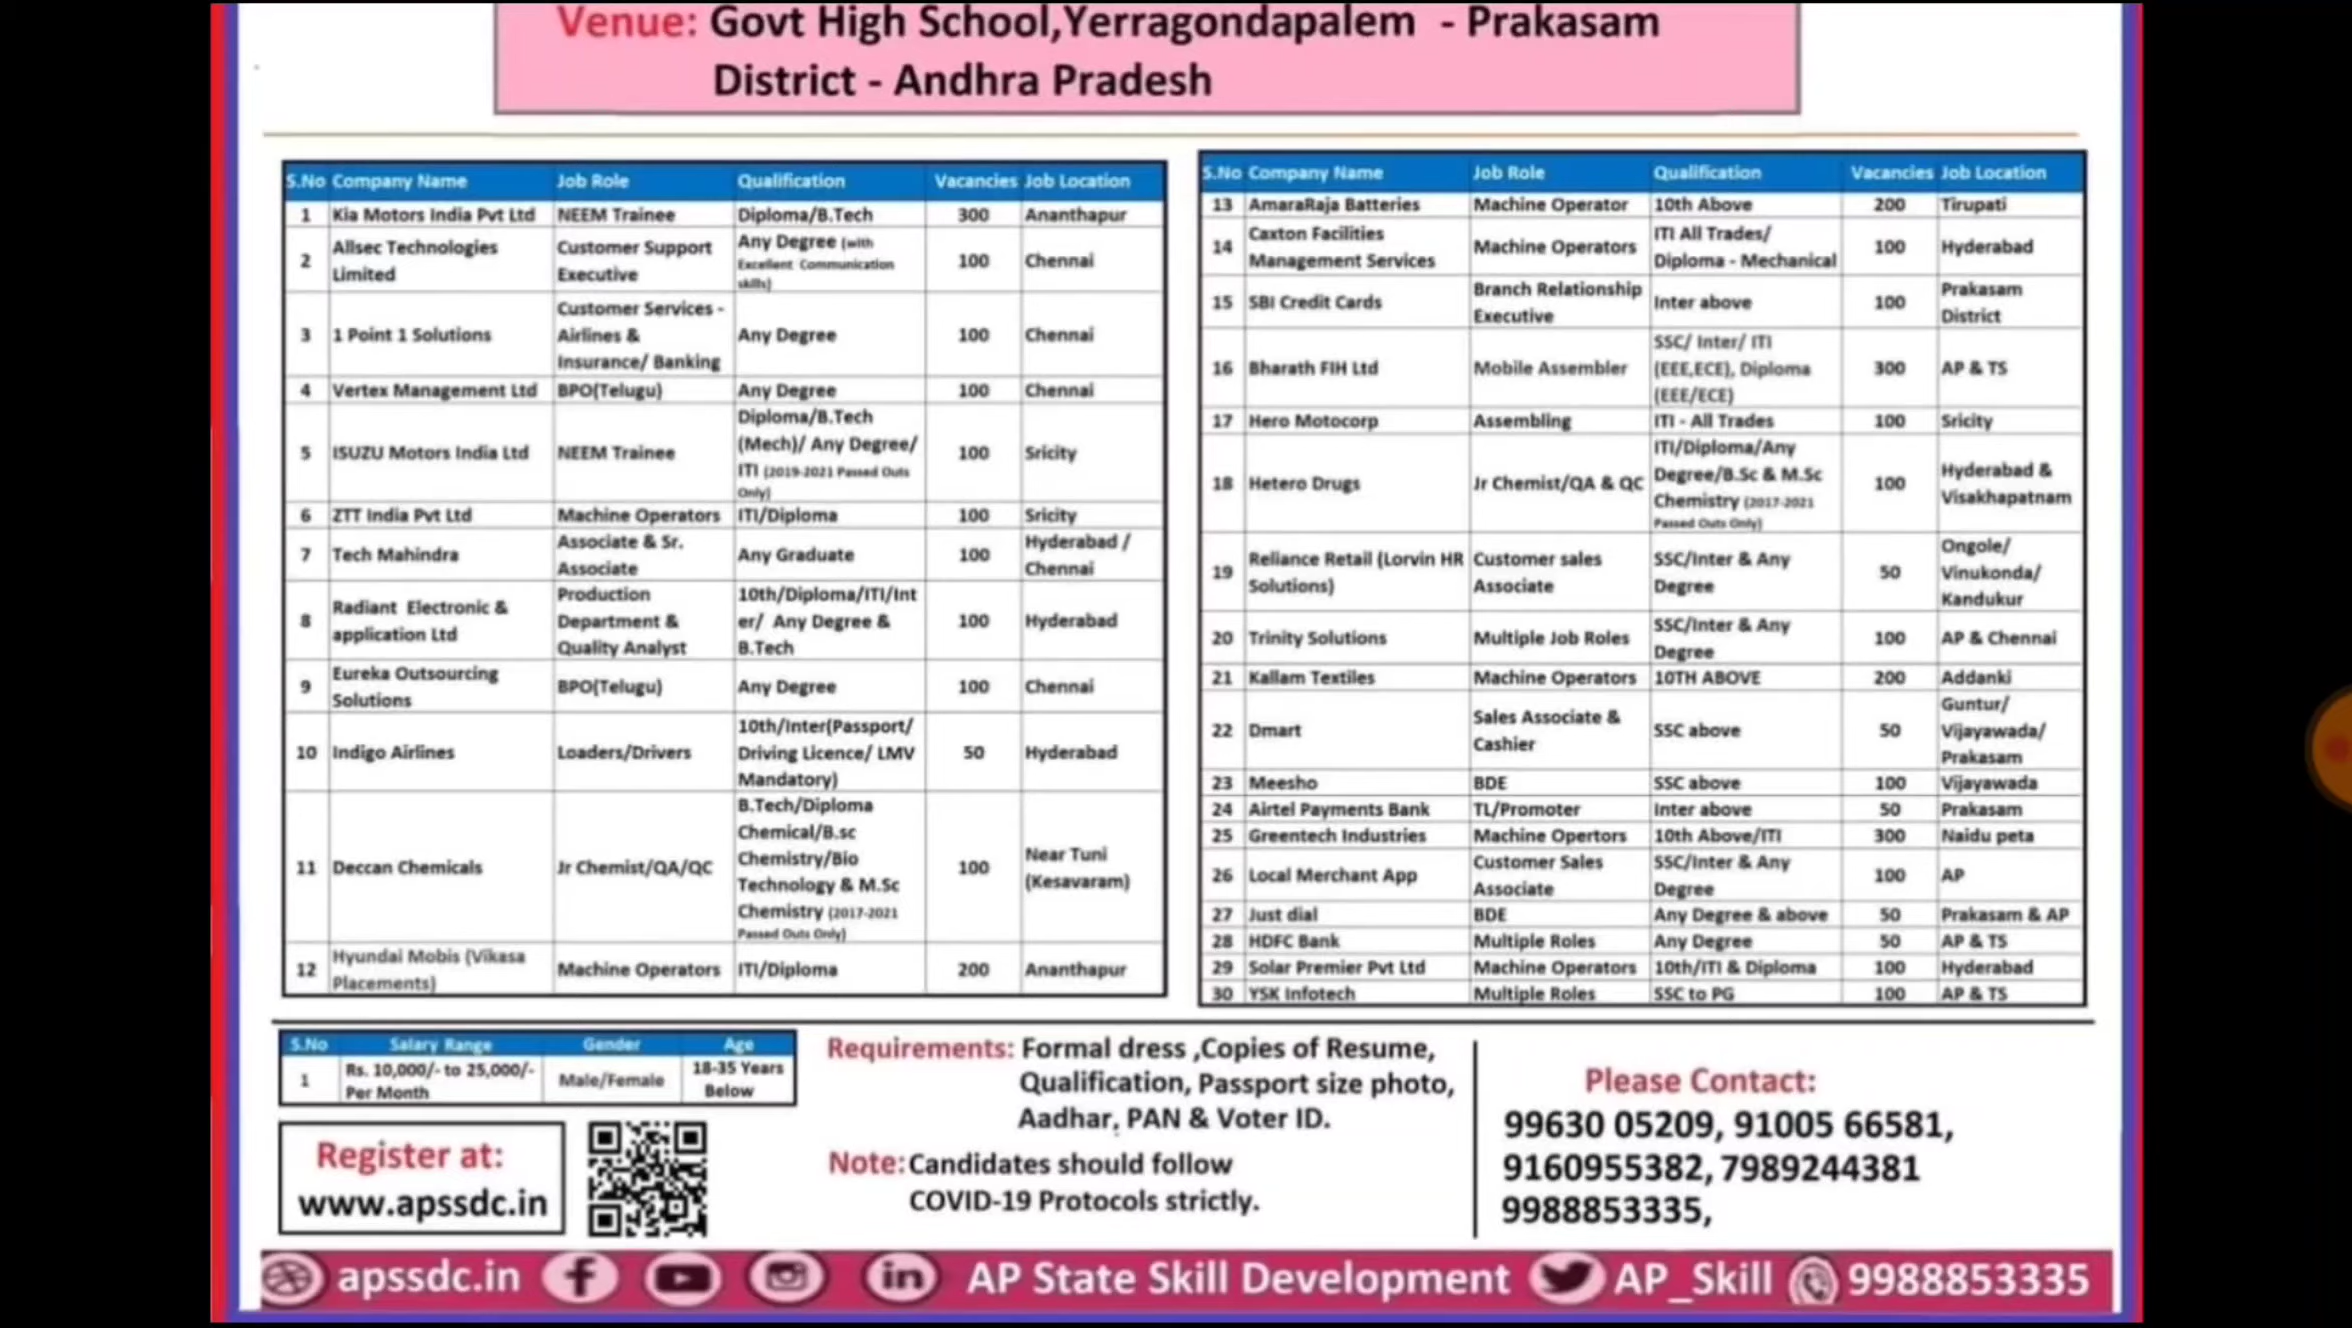 Venue: Govt High School,Yerragondapalem - Prakasam
District - Andhra Pradesh
S.No Company Name Job Role Qualification Vacancies Job Location
1 Kia Motors India Pvt Ltd NEEM Trainee Diploma/B.Tech 300 Ananthapur
2 Allsec Technologies Limited Customer Support Executive Any Degree (with Excellent Communication skills) 100 Chennai
3 1 Point 1 Solutions Customer Services - Airlines & Insurance/ Banking Any Degree 100 Chennai
4 Vertex Management Ltd BPO(Telugu) Any Degree 100 Chennai
5 ISUZU Motors India Ltd NEEM Trainee Diploma/B.Tech (Mech)/ Any Degree/ ITI (2019-2021 Passed Outs Only) 100 Sricity
6 ZTT India Pvt Ltd Machine Operators ITI/Diploma 100 Sricity
7 Tech Mahindra Associate & Sr. Associate Any Graduate 100 Hyderabad / Chennai
8 Radiant Electronic & application Ltd Production Department & Quality Analyst 10th/Diploma/ITI/Inter/ Any Degree & B.Tech 100 Hyderabad
9 Eureka Outsourcing Solutions BPO(Telugu) Any Degree 100 Chennai
10 Indigo Airlines Loaders/Drivers 10th/Inter(Passport/ Driving Licence/ LMV Mandatory) 50 Hyderabad
11 Deccan Chemicals Jr Chemist/QA/QC B.Tech/Diploma Chemical/B.sc Chemistry/Bio Technology & M.Sc Chemistry (2017-2021 Passed Outs Only) 100 Near Tuni (Kesavaram)
12 Hyundai Mobis (Vikasa Placements) Machine Operators ITI/Diploma 200 Ananthapur
S.No Company Name Job Role Qualification Vacancies Job Location
13 AmaraRaja Batteries Machine Operator 10th Above 200 Tirupati
14 Caxton Facilities Management Services Machine Operators ITI All Trades/ Diploma - Mechanical 100 Hyderabad
15 SBI Credit Cards Branch Relationship Executive Inter above 100 Prakasam District
16 Bharath FIH Ltd Mobile Assembler SSC/ Inter/ ITI (EEE,ECE), Diploma (EEE/ECE) 300 AP & TS
17 Hero Motocorp Assembling ITI - All Trades 100 Sricity
18 Hetero Drugs Jr Chemist/QA & QC ITI/Diploma/Any Degree/B.Sc & M.Sc Chemistry (2017-2021 Passed Outs Only) 100 Hyderabad & Visakhapatnam
19 Reliance Retail (Lorvin HR Solutions) Customer sales Associate SSC/Inter & Any Degree 50 Ongole/ Vinukonda/ Kandukur
20 Trinity Solutions Multiple Job Roles SSC/Inter & Any Degree 100 AP & Chennai
21 Kallam Textiles Machine Operators 10TH ABOVE 200 Addanki
22 Dmart Sales Associate & Cashier SSC above 50 Guntur/ Vijayawada/ Prakasam
23 Meesho BDE SSC above 100 Vijayawada
24 Airtel Payments Bank TL/Promoter Inter above 50 Prakasam
25 Greentech Industries Machine Opertors 10th Above/ITI 300 Naidu peta
26 Local Merchant App Customer Sales Associate SSC/Inter & Any Degree 100 AP
27 Just dial BDE Any Degree & above 50 Prakasam & AP
28 HDFC Bank Multiple Roles Any Degree 50 AP & TS
29 Solar Premier Pvt Ltd Machine Operators 10th/ITI & Diploma 100 Hyderabad
30 YSK Infotech Multiple Roles SSC to PG 100 AP & TS
S.No Salary Range Gender Age
1 Rs. 10,000/- to 25,000/- Per Month Male/Female 18-35 Years Below
Register at:
www.apssdc.in
Requirements: Formal dress ,Copies of Resume,
Qualification, Passport size photo,
Aadhar, PAN & Voter ID.
Note: Candidates should follow
COVID-19 Protocols strictly.
Please Contact:
99630 05209, 91005 66581,
9160955382, 7989244381
9988853335,
apssdc.in AP State Skill Development AP_Skill 9988853335